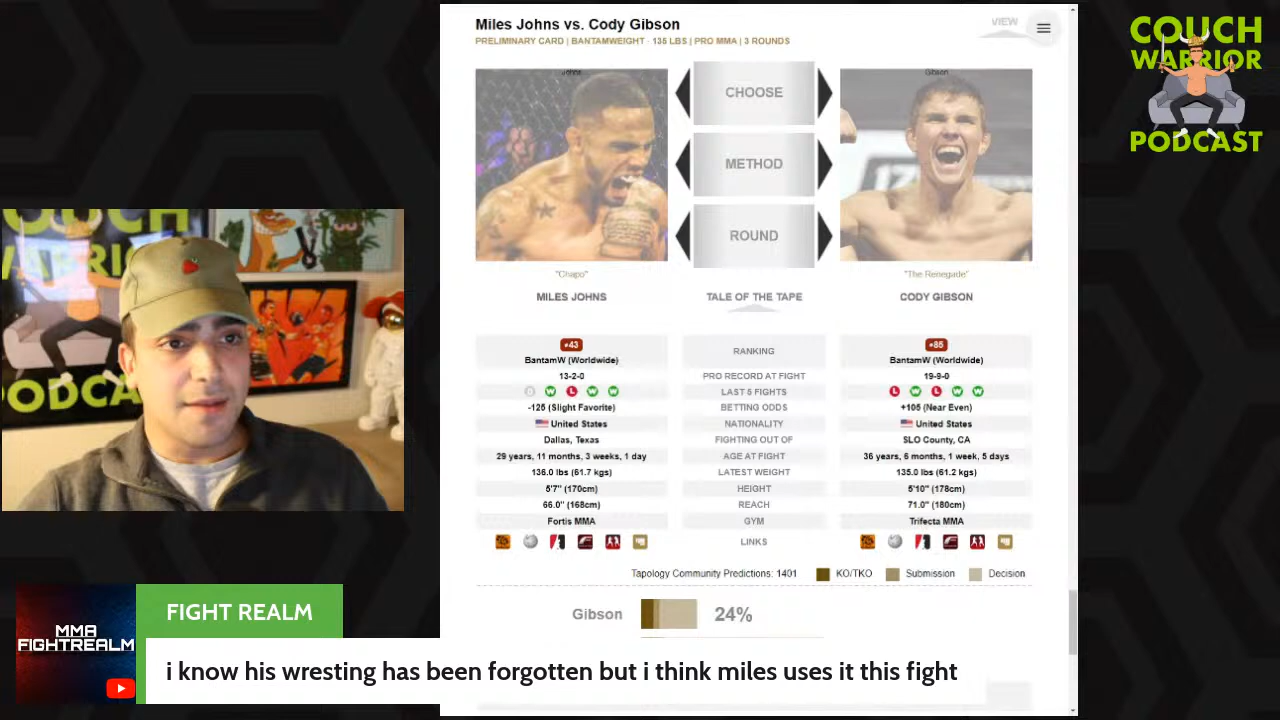 Miles Johns vs. Cody Gibson
PRELIMINARY CARD | BANTAMWEIGHT · 135 LBS | PRO MMA | 3 ROUNDS
VIEW
COUCH
WARRIOR
PODCAST
Johns
CHOOSE
Gibson
METHOD
ROUND
"Chapo"
"The Renegade"
MILES JOHNS
TALE OF THE TAPE
CODY GIBSON
#43
RANKING
#85
BantamW (Worldwide)
BantamW (Worldwide)
13-2-0
PRO RECORD AT FIGHT
19-9-0
W L W W
LAST 5 FIGHTS
L W L W W
-125 (Slight Favorite)
BETTING ODDS
+105 (Near Even)
United States
NATIONALITY
United States
Dallas, Texas
FIGHTING OUT OF
SLO County, CA
29 years, 11 months, 3 weeks, 1 day
AGE AT FIGHT
36 years, 6 months, 1 week, 5 days
136.0 lbs (61.7 kgs)
LATEST WEIGHT
135.0 lbs (61.2 kgs)
5'7" (170cm)
HEIGHT
5'10" (178cm)
66.0" (168cm)
REACH
71.0" (180cm)
Fortis MMA
GYM
Trifecta MMA
LINKS
Tapology Community Predictions: 1401
KO/TKO
Submission
Decision
Gibson
24%
MMA
FIGHTREALM
FIGHT REALM
i know his wresting has been forgotten but i think miles uses it this fight